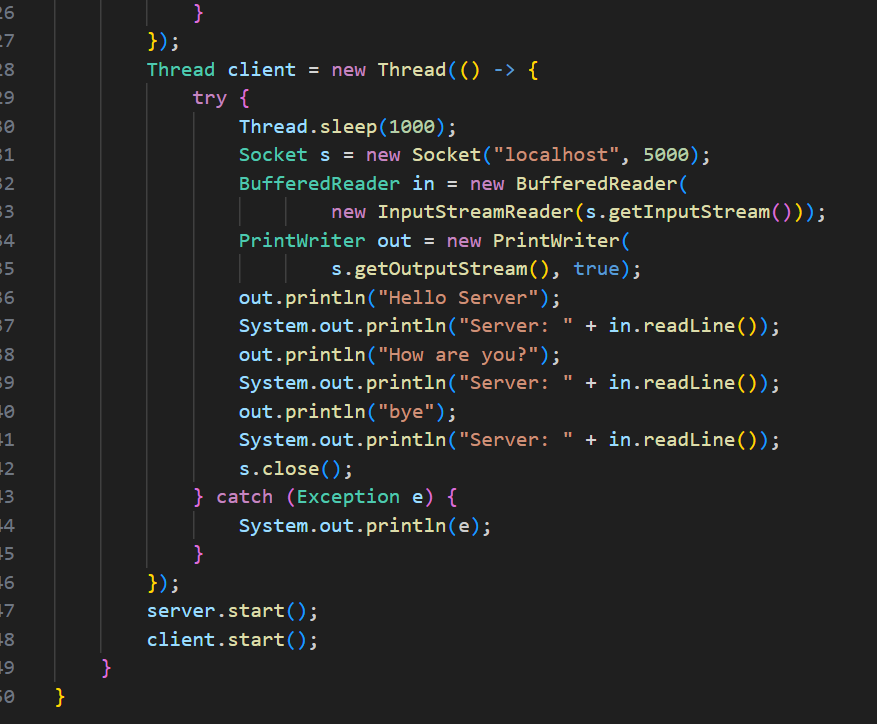 26                }
27            });
28            Thread client = new Thread(() -> {
29                try {
30                    Thread.sleep(1000);
31                    Socket s = new Socket("localhost", 5000);
32                    BufferedReader in = new BufferedReader(
33                            new InputStreamReader(s.getInputStream()));
34                    PrintWriter out = new PrintWriter(
35                            s.getOutputStream(), true);
36                    out.println("Hello Server");
37                    System.out.println("Server: " + in.readLine());
38                    out.println("How are you?");
39                    System.out.println("Server: " + in.readLine());
40                    out.println("bye");
41                    System.out.println("Server: " + in.readLine());
42                    s.close();
43                } catch (Exception e) {
44                    System.out.println(e);
45                }
46            });
47            server.start();
48            client.start();
49        }
50    }